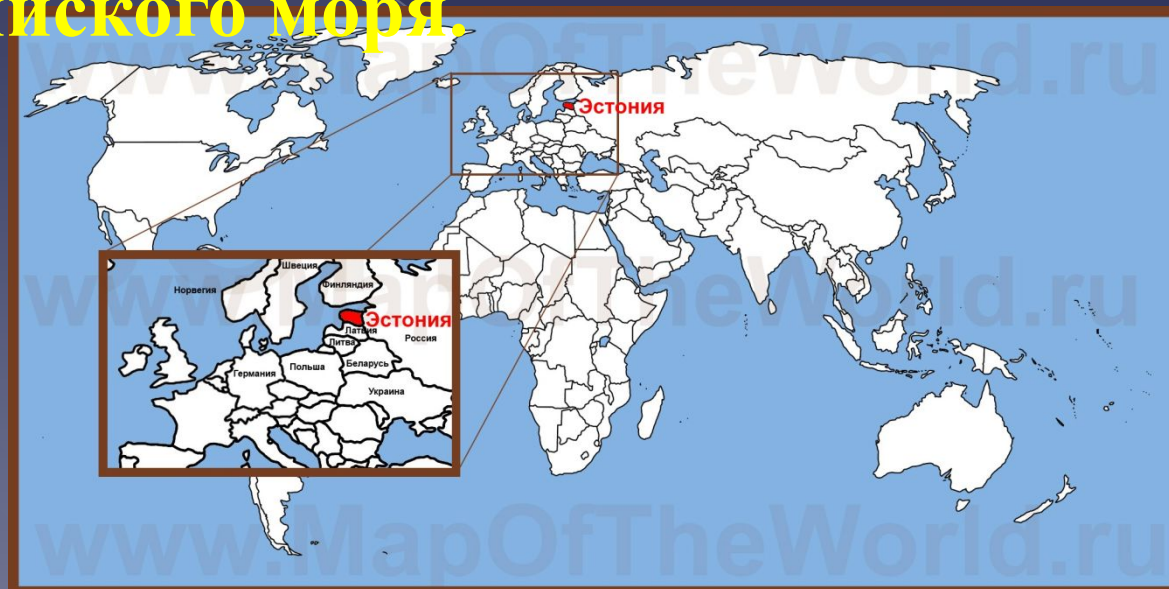 йского моря.
www.MapOfTheWorld.ru
Эстония
www.MapOfTheWorld.ru
Швеция
Финляндия
Норвегия
Эстония
Латвия
Россия
Литва
Беларусь
Польша
Германия
Украина
www.MapOfTheWorld.ru